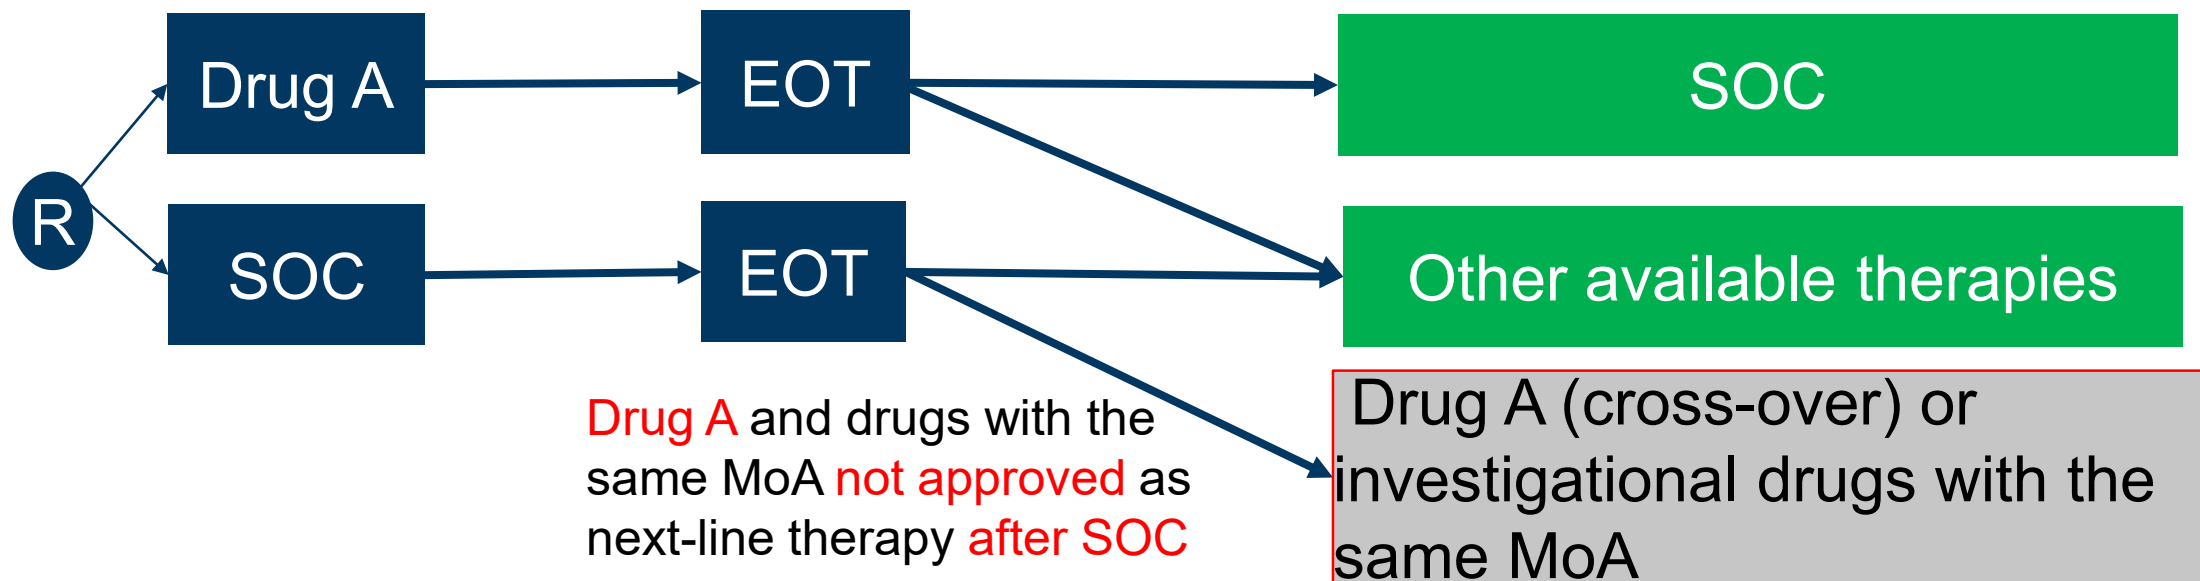 Drug A
EOT
SOC
R
SOC
EOT
Other available therapies
Drug A and drugs with the
same MoA not approved as
next-line therapy after SOC
Drug A (cross-over) or
investigational drugs with the
same MoA